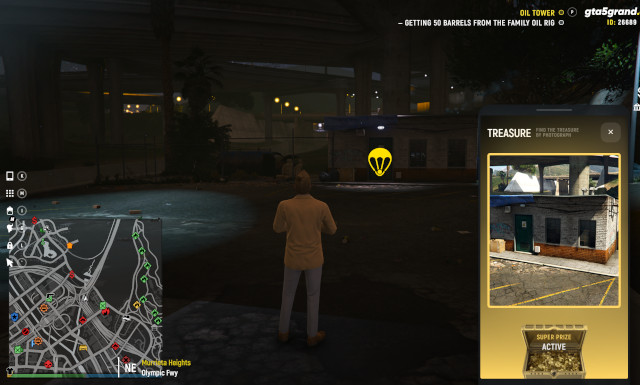 OIL TOWER P
gta5grand.
– GETTING 50 BARRELS FROM THE FAMILY OIL RIG
ID: 26689
TREASURE
FIND THE TREASURE
BY PHOTOGRAPH
×
SUPER PRIZE
ACTIVE
NE
Murrieta Heights
Olympic Fwy